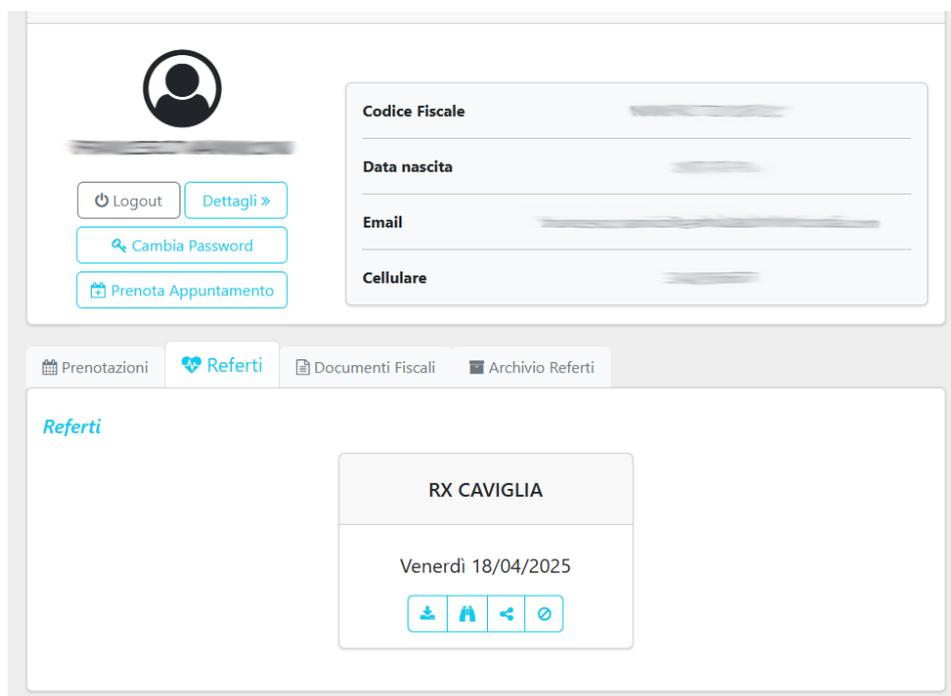 Codice Fiscale
Data nascita
Logout
Dettagli »
Email
Cambia Password
Cellulare
Prenota Appuntamento
Prenotazioni
Referti
Documenti Fiscali
Archivio Referti
Referti
RX CAVIGLIA
Venerdì 18/04/2025